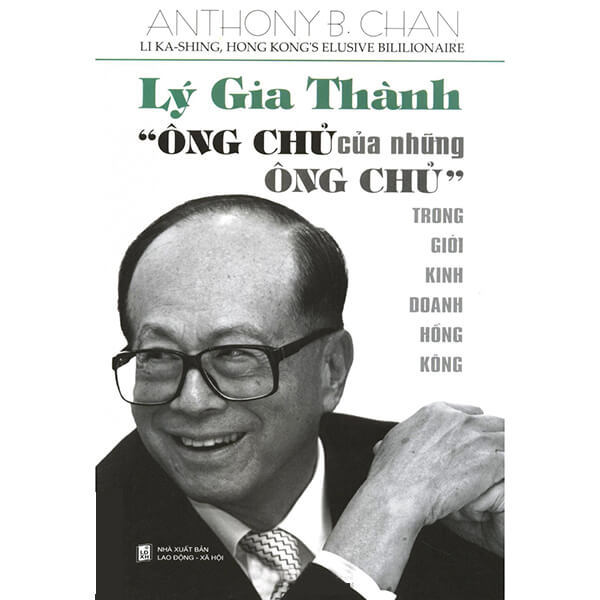 ANTHONY B. CHAN
LI KA-SHING, HONG KONG'S ELUSIVE BILILIONAIRE
Lý Gia Thành
“ÔNG CHỦ của những
ÔNG CHỦ”
TRONG
GIỚI
KINH
DOANH
HỒNG
KÔNG
NHÀ XUẤT BẢN
LAO ĐỘNG - XÃ HỘI